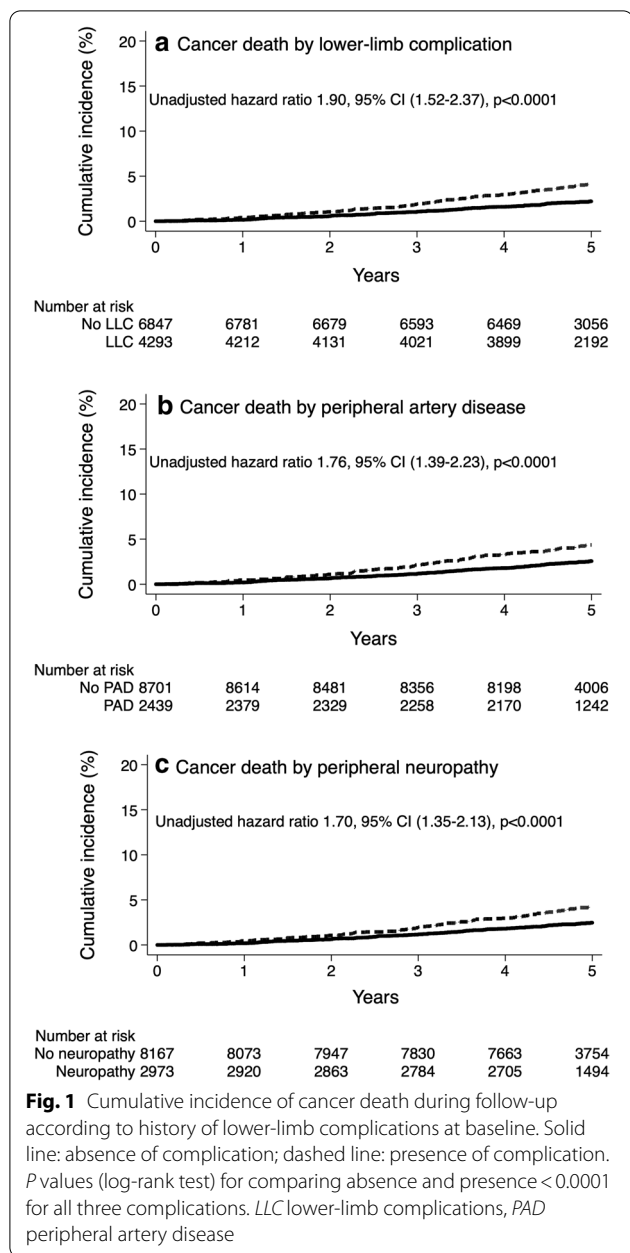 a Cancer death by lower-limb complication
Cumulative incidence (%)
20
15
10
5
0
Unadjusted hazard ratio 1.90, 95% CI (1.52-2.37), p<0.0001
0 1 2 3 4 5
Years
Number at risk
No LLC 6847 6781 6679 6593 6469 3056
LLC 4293 4212 4131 4021 3899 2192
b Cancer death by peripheral artery disease
Cumulative incidence (%)
20
15
10
5
0
Unadjusted hazard ratio 1.76, 95% CI (1.39-2.23), p<0.0001
0 1 2 3 4 5
Years
Number at risk
No PAD 8701 8614 8481 8356 8198 4006
PAD 2439 2379 2329 2258 2170 1242
c Cancer death by peripheral neuropathy
Cumulative incidence (%)
20
15
10
5
0
Unadjusted hazard ratio 1.70, 95% CI (1.35-2.13), p<0.0001
0 1 2 3 4 5
Years
Number at risk
No neuropathy 8167 8073 7947 7830 7663 3754
Neuropathy 2973 2920 2863 2784 2705 1494
Fig. 1 Cumulative incidence of cancer death during follow-up
according to history of lower-limb complications at baseline. Solid
line: absence of complication; dashed line: presence of complication.
P values (log-rank test) for comparing absence and presence < 0.0001
for all three complications. LLC lower-limb complications, PAD
peripheral artery disease